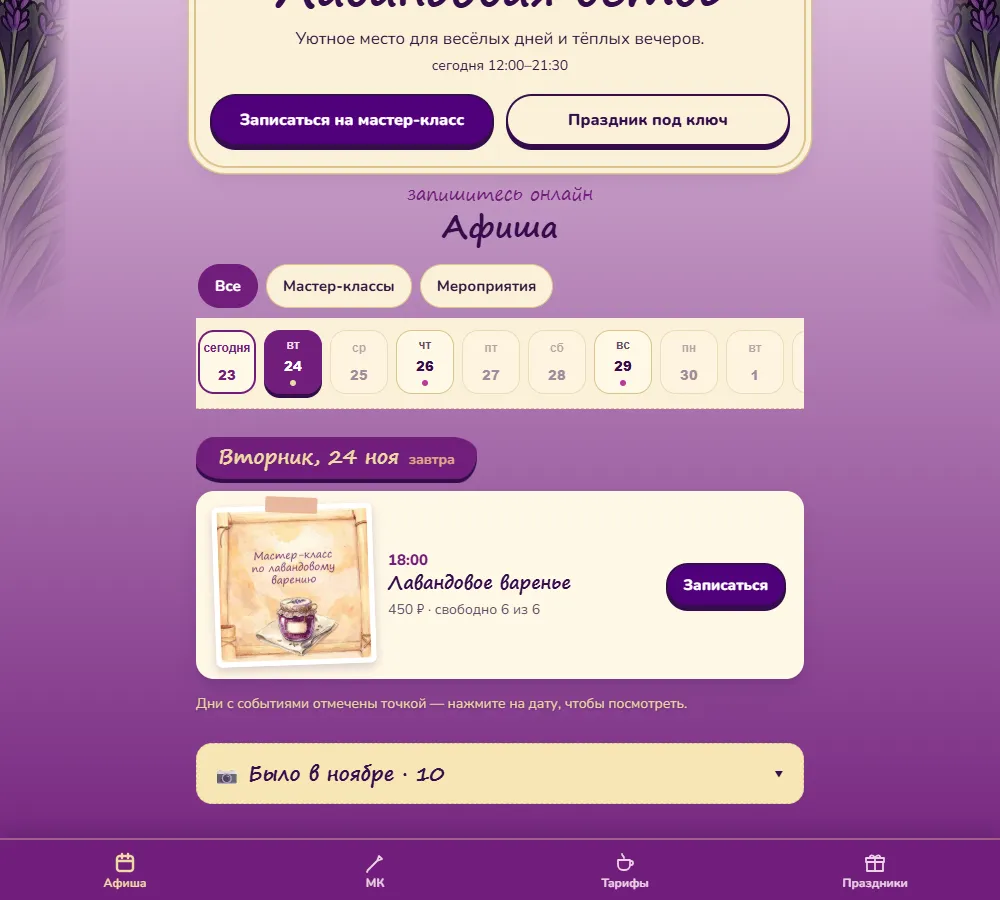 Лавандовая ветвь
Уютное место для весёлых дней и тёплых вечеров.
сегодня 12:00–21:30
Записаться на мастер-класс
Праздник под ключ
запишитесь онлайн
Афиша
Все
Мастер-классы
Мероприятия
сегодня 23
вт 24
ср 25
чт 26
пт 27
сб 28
вс 29
пн 30
вт 1
Вторник, 24 ноя завтра
Мастер-класс
по лавандовому
варению
18:00
Лавандовое варенье
450 ₽ · свободно 6 из 6
Записаться
Дни с событиями отмечены точкой — нажмите на дату, чтобы посмотреть.
Было в ноябре · 10
Афиша
МК
Тарифы
Праздники